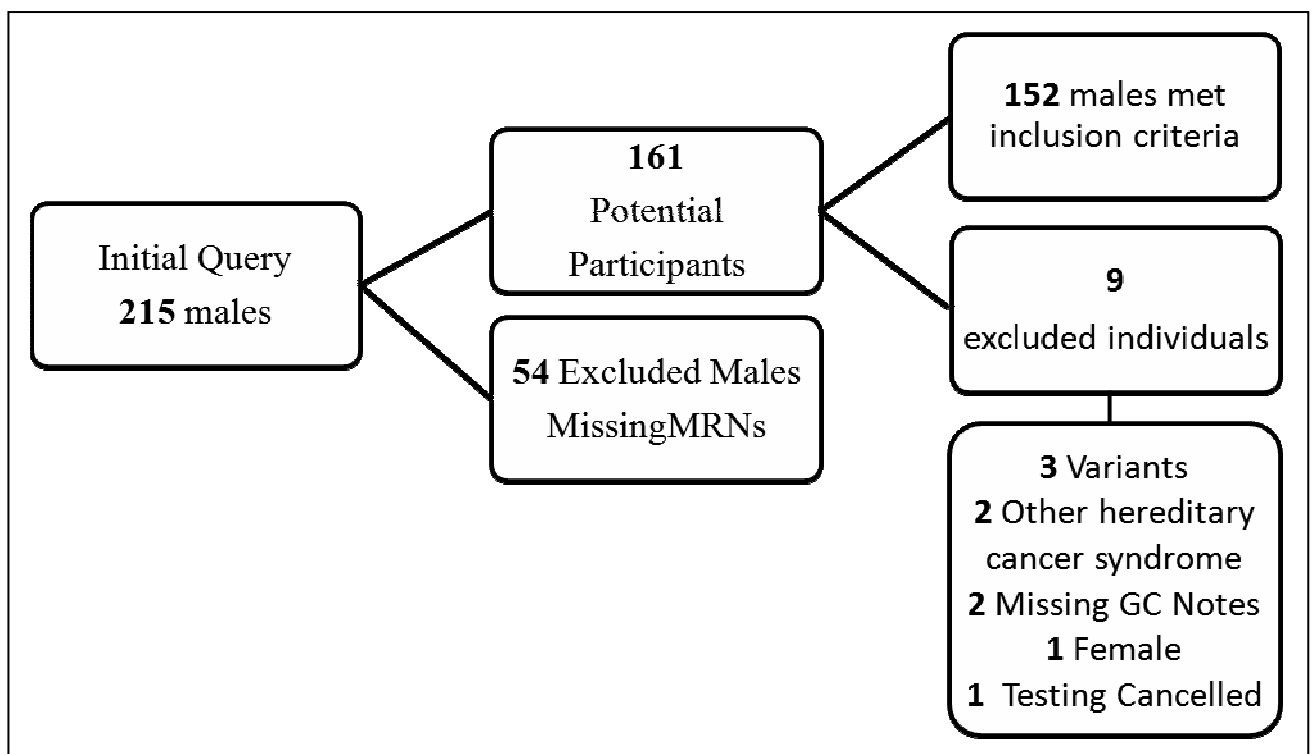 Initial Query
215 males
161
Potential
Participants
54 Excluded Males
MissingMRNs
152 males met
inclusion criteria
9
excluded individuals
3 Variants
2 Other hereditary
cancer syndrome
2 Missing GC Notes
1 Female
1 Testing Cancelled